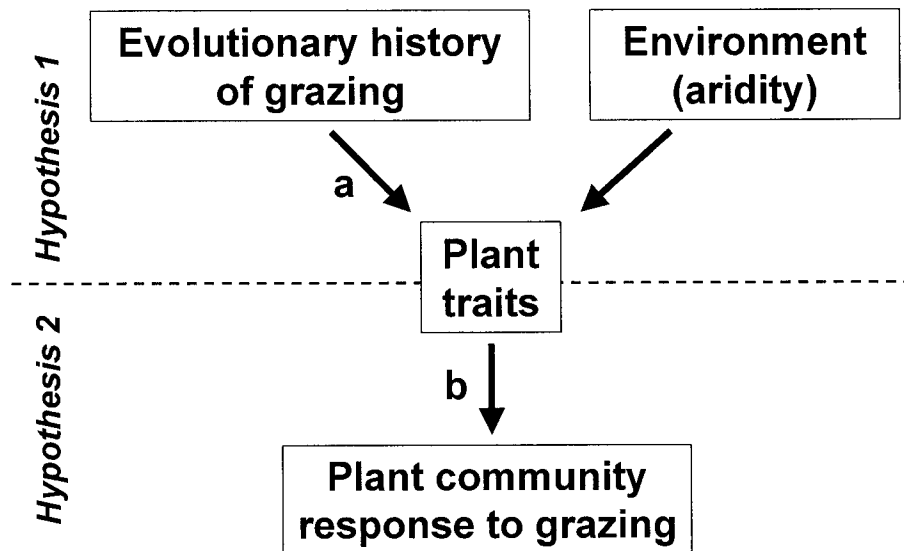 Hypothesis 1
Evolutionary history
of grazing
Environment
(aridity)
a
Plant
traits
Hypothesis 2
b
Plant community
response to grazing